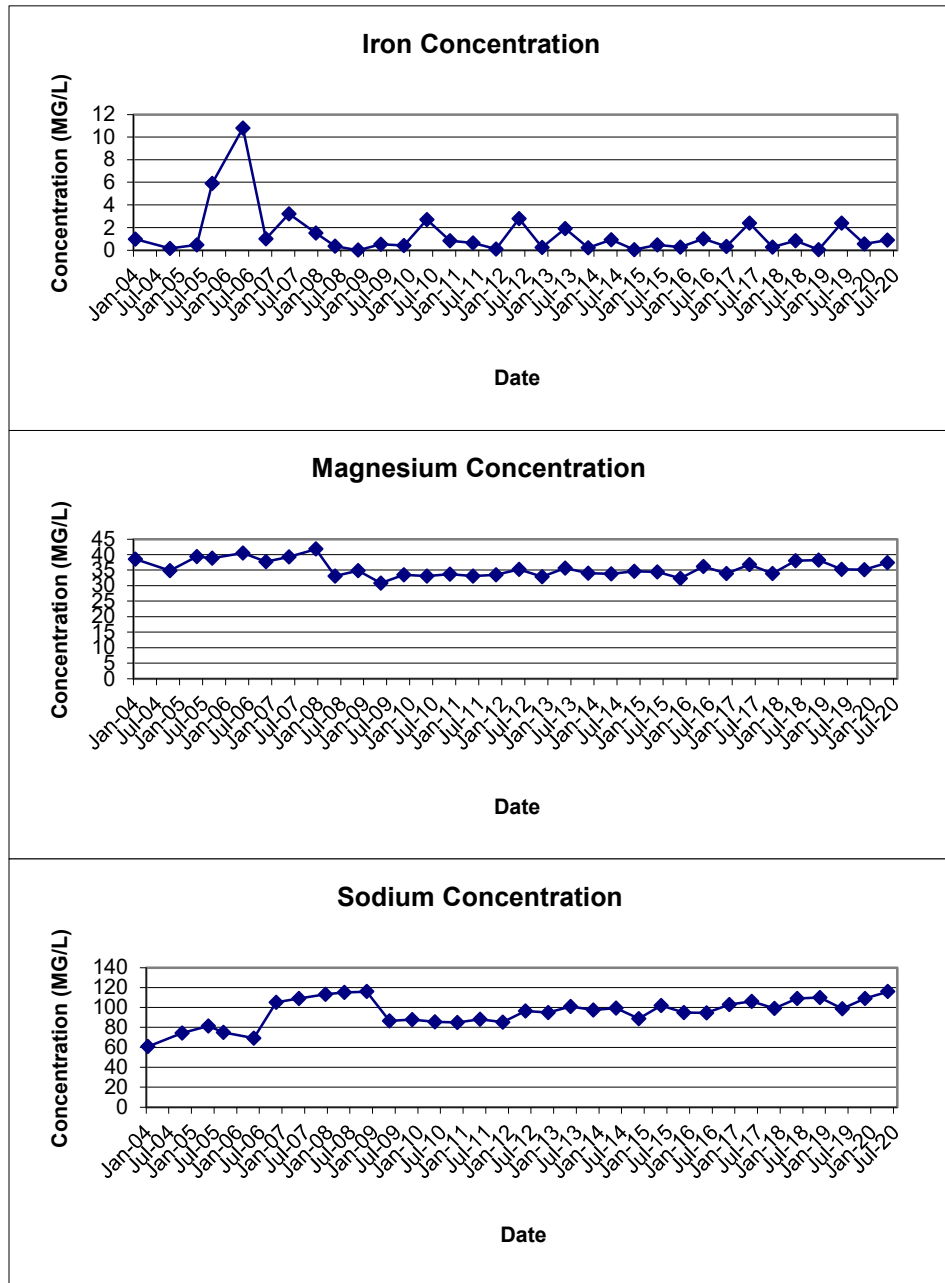 Iron Concentration
Concentration (MG/L)
12
10
8
6
4
2
0
Jan-04
Jul-04
Jan-05
Jul-05
Jan-06
Jul-06
Jan-07
Jul-07
Jan-08
Jul-08
Jan-09
Jul-09
Jan-10
Jul-10
Jan-11
Jul-11
Jan-12
Jul-12
Jan-13
Jul-13
Jan-14
Jul-14
Jan-15
Jul-15
Jan-16
Jul-16
Jan-17
Jul-17
Jan-18
Jul-18
Jan-19
Jul-19
Jan-20
Jul-20
Date
Magnesium Concentration
Concentration (MG/L)
45
40
35
30
25
20
15
10
5
0
Jan-04
Jul-04
Jan-05
Jul-05
Jan-06
Jul-06
Jan-07
Jul-07
Jan-08
Jul-08
Jan-09
Jul-09
Jan-10
Jul-10
Jan-11
Jul-11
Jan-12
Jul-12
Jan-13
Jul-13
Jan-14
Jul-14
Jan-15
Jul-15
Jan-16
Jul-16
Jan-17
Jul-17
Jan-18
Jul-18
Jan-19
Jul-19
Jan-20
Jul-20
Date
Sodium Concentration
Concentration (MG/L)
140
120
100
80
60
40
20
0
Jan-04
Jul-04
Jan-05
Jul-05
Jan-06
Jul-06
Jan-07
Jul-07
Jan-08
Jul-08
Jan-09
Jul-09
Jan-10
Jul-10
Jan-11
Jul-11
Jan-12
Jul-12
Jan-13
Jul-13
Jan-14
Jul-14
Jan-15
Jul-15
Jan-16
Jul-16
Jan-17
Jul-17
Jan-18
Jul-18
Jan-19
Jul-19
Jan-20
Jul-20
Date